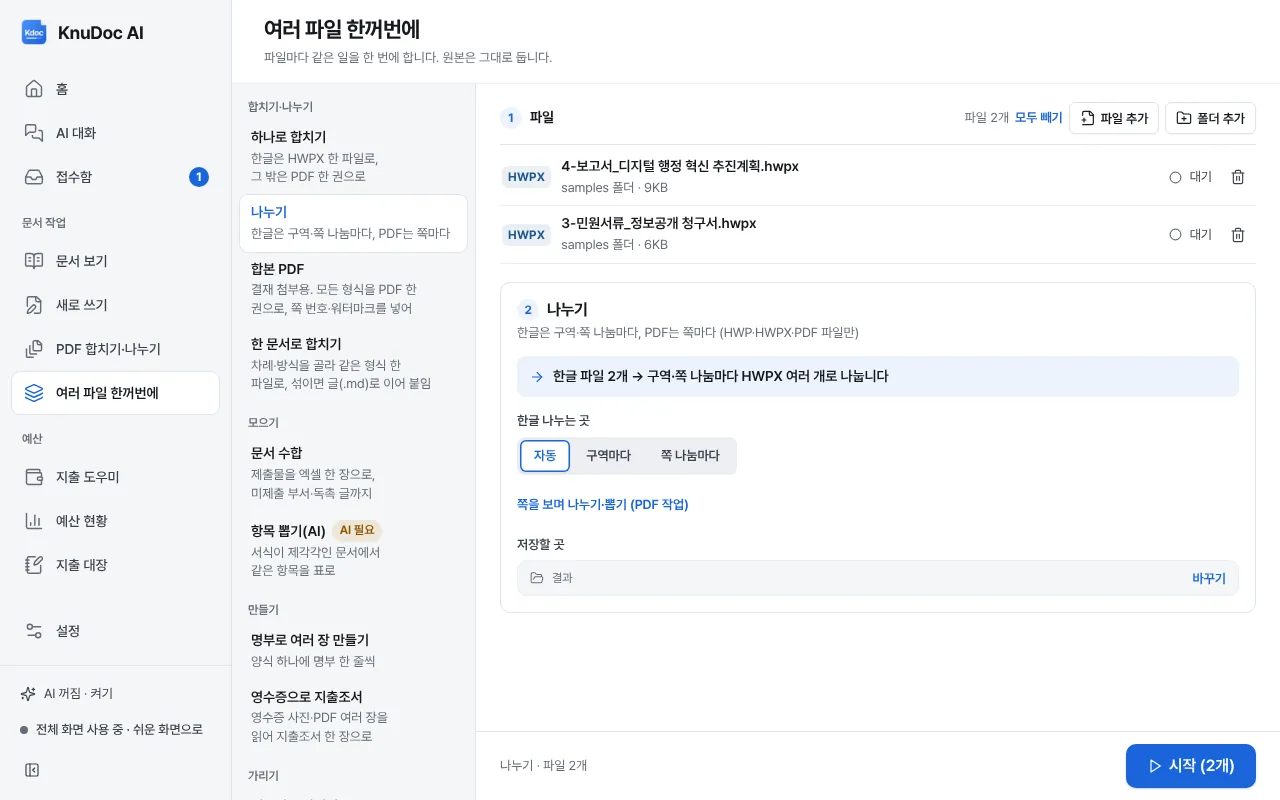 Kdoc
KnuDoc AI
홈
AI 대화
접수함
1
문서 작업
문서 보기
새로 쓰기
PDF 합치기·나누기
여러 파일 한꺼번에
예산
지출 도우미
예산 현황
지출 대장
설정
AI 꺼짐 · 켜기
전체 화면 사용 중 · 쉬운 화면으로
여러 파일 한꺼번에
파일마다 같은 일을 한 번에 합니다. 원본은 그대로 둡니다.
합치기·나누기
하나로 합치기
한글은 HWPX 한 파일로,
그 밖은 PDF 한 권으로
나누기
한글은 구역·쪽 나눔마다, PDF는 쪽마다
합본 PDF
결재 첨부용. 모든 형식을 PDF 한
권으로, 쪽 번호·워터마크를 넣어
한 문서로 합치기
차례·방식을 골라 같은 형식 한
파일로, 섞이면 글(.md)로 이어 붙임
모으기
문서 수합
제출물을 엑셀 한 장으로,
미제출 부서·독촉 글까지
항목 뽑기(AI) AI 필요
서식이 제각각인 문서에서
같은 항목을 표로
만들기
명부로 여러 장 만들기
양식 하나에 명부 한 줄씩
영수증으로 지출조서
영수증 사진·PDF 여러 장을
읽어 지출조서 한 장으로
가리기
1 파일
파일 2개 모두 빼기 파일 추가 폴더 추가
HWPX
4-보고서_디지털 행정 혁신 추진계획.hwpx
samples 폴더 · 9KB
대기
HWPX
3-민원서류_정보공개 청구서.hwpx
samples 폴더 · 6KB
대기
2 나누기
한글은 구역·쪽 나눔마다, PDF는 쪽마다 (HWP·HWPX·PDF 파일만)
→ 한글 파일 2개 → 구역·쪽 나눔마다 HWPX 여러 개로 나눕니다
한글 나누는 곳
자동 구역마다 쪽 나눔마다
쪽을 보며 나누기·뽑기 (PDF 작업)
저장할 곳
결과 바꾸기
나누기 · 파일 2개
시작 (2개)